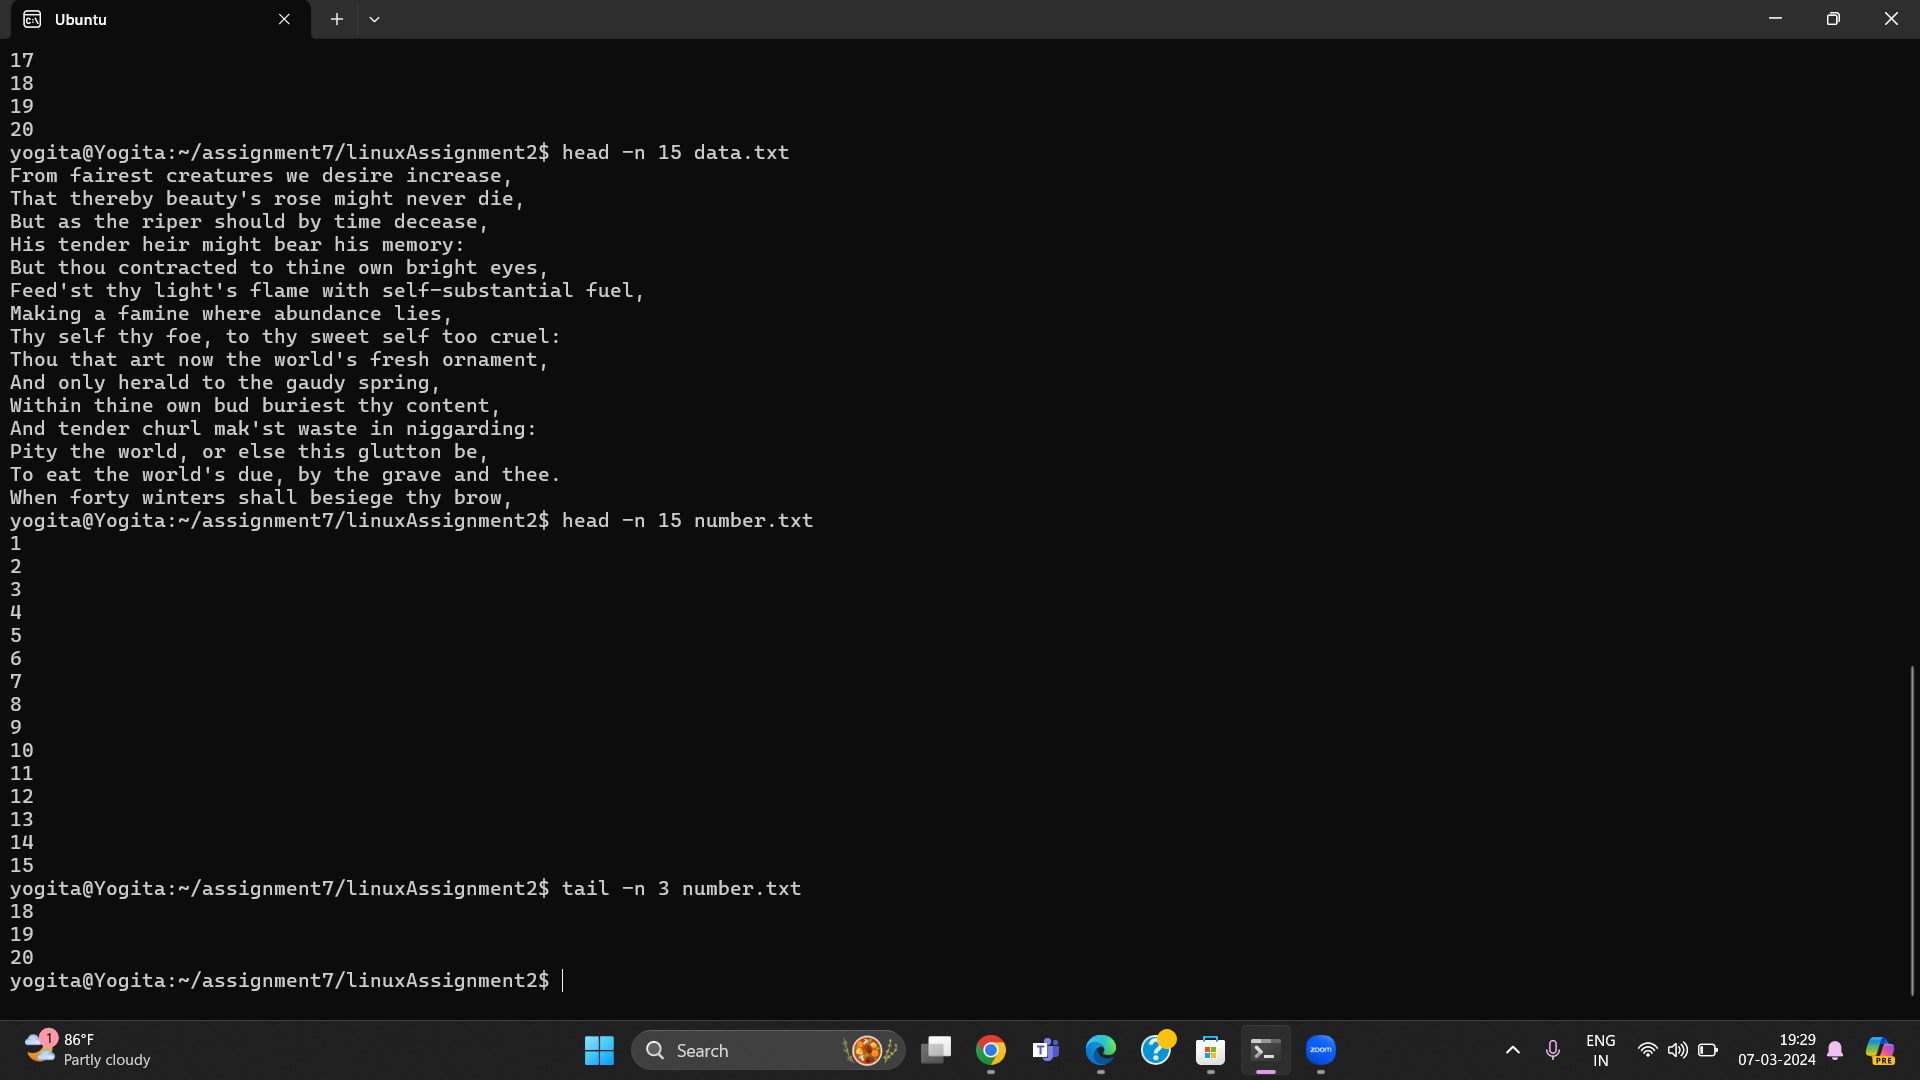 Ubuntu
17
18
19
20
yogita@Yogita:~/assignment7/linuxAssignment2$ head -n 15 data.txt
From fairest creatures we desire increase,
That thereby beauty's rose might never die,
But as the riper should by time decease,
His tender heir might bear his memory:
But thou contracted to thine own bright eyes,
Feed'st thy light's flame with self-substantial fuel,
Making a famine where abundance lies,
Thy self thy foe, to thy sweet self too cruel:
Thou that art now the world's fresh ornament,
And only herald to the gaudy spring,
Within thine own bud buriest thy content,
And tender churl mak'st waste in niggarding:
Pity the world, or else this glutton be,
To eat the world's due, by the grave and thee.
When forty winters shall besiege thy brow,
yogita@Yogita:~/assignment7/linuxAssignment2$ head -n 15 number.txt
1
2
3
4
5
6
7
8
9
10
11
12
13
14
15
yogita@Yogita:~/assignment7/linuxAssignment2$ tail -n 3 number.txt
18
19
20
yogita@Yogita:~/assignment7/linuxAssignment2$
1
86°F
Partly cloudy
Search
zoom
ENG
IN
19:29
07-03-2024
PRE